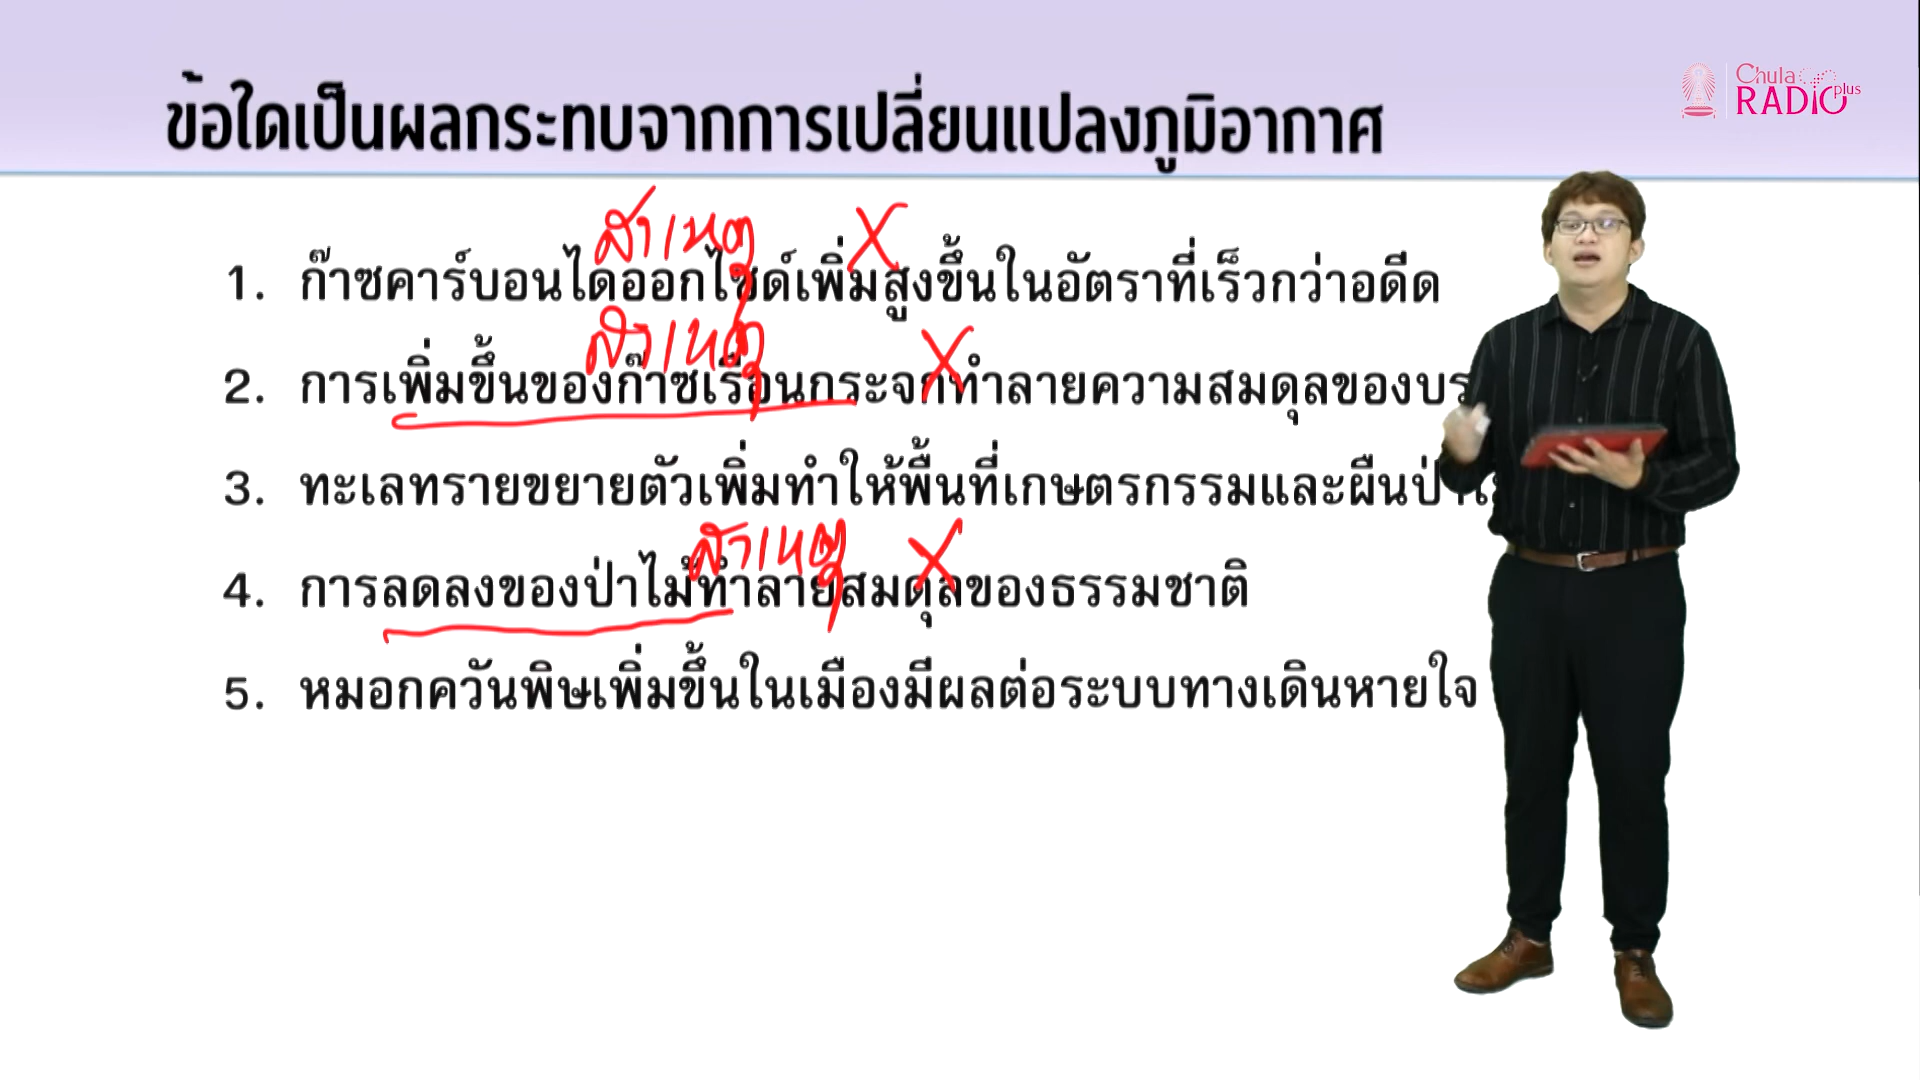 ข้อใดเป็นผลกระทบจากการเปลี่ยนแปลงภูมิอากาศ
Chula
RADIO plus
สาเหตุ X
1. ก๊าซคาร์บอนไดออกไซด์เพิ่มสูงขึ้นในอัตราที่เร็วกว่าอดีต
สาเหตุ X
2. การเพิ่มขึ้นของก๊าซเรือนกระจกทำลายความสมดุลของ
3. ทะเลทรายขยายตัวเพิ่มทำให้พื้นที่เกษตรกรรมและผืนป่า
สาเหตุ X
4. การลดลงของป่าไม้ทำลายสมดุลของธรรมชาติ
5. หมอกควันพิษเพิ่มขึ้นในเมืองมีผลต่อระบบทางเดินหายใจ